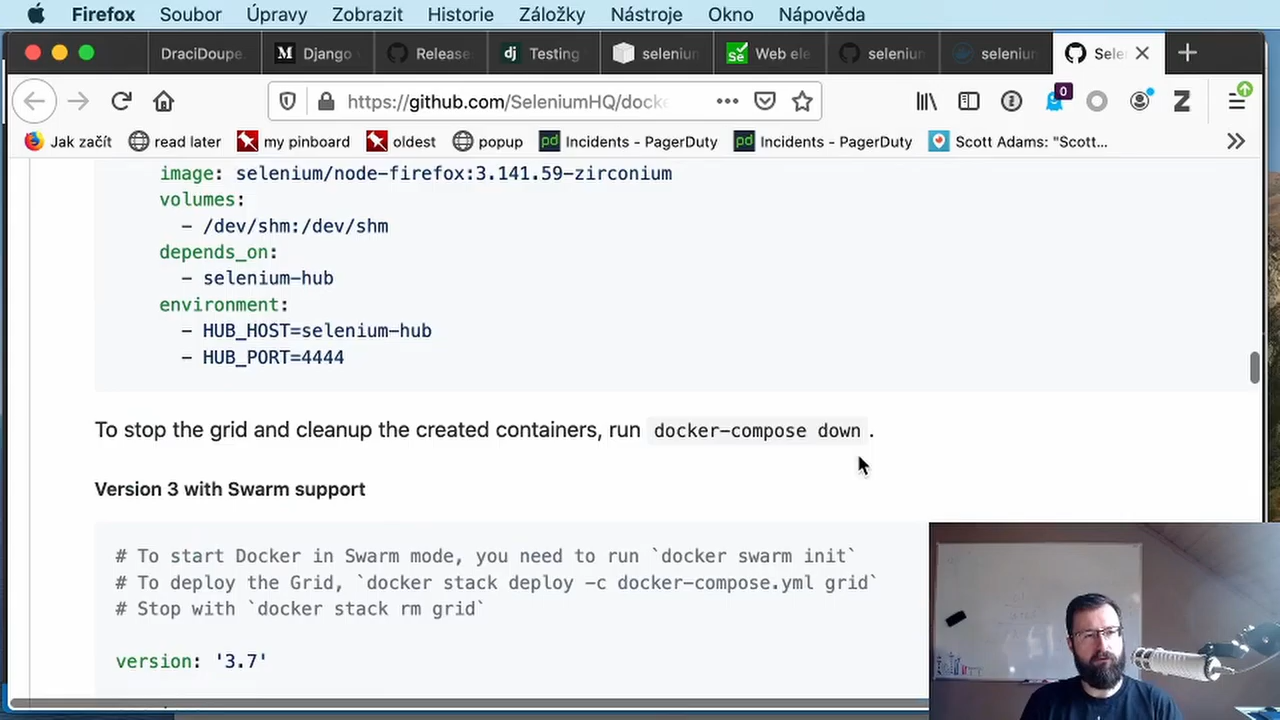 Firefox Soubor Úpravy Zobrazit Historie Záložky Nástroje Okno Nápověda
DraciDoupe. Django Release Testing seleniu Web ele seleniun seleniun Sele
https://github.com/SeleniumHQ/docke
0
Jak začít read later my pinboard oldest popup Incidents - PagerDuty Incidents - PagerDuty Scott Adams: "Scott...
image: selenium/node-firefox:3.141.59-zirconium
volumes:
- /dev/shm:/dev/shm
depends_on:
- selenium-hub
environment:
- HUB_HOST=selenium-hub
- HUB_PORT=4444
To stop the grid and cleanup the created containers, run docker-compose down .
Version 3 with Swarm support
# To start Docker in Swarm mode, you need to run `docker swarm init`
# To deploy the Grid, `docker stack deploy -c docker-compose.yml grid`
# Stop with `docker stack rm grid`
version: '3.7'